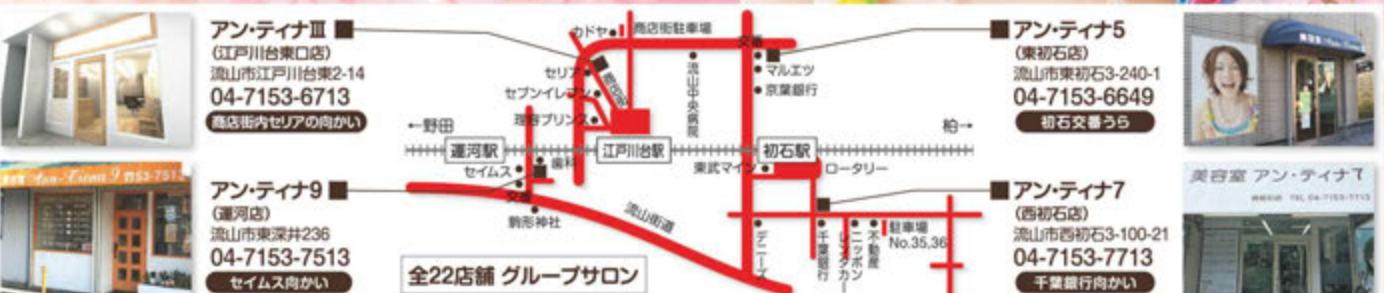 アン・ティナⅢ
（江戸川台東口店）
流山市江戸川台東2-14
04-7153-6713
商店街内セリアの向かい
アン・ティナ9
（運河店）
流山市東深井236
04-7153-7513
セイムス向かい
カドヤ
商店街駐車場
セリア
セブンイレブン
理容プリンス
流山中央病院
交番
マルエツ
京葉銀行
←野田
柏→
運河駅
江戸川台駅
初石駅
セイムス
歯科
交番
駒形神社
東武マイン
ロータリー
流山街道
デニーズ
千葉銀行
ニッポン
レンタカー
不動産
駐車場
No.35,36
全22店舗 グループサロン
アン・ティナ5
（東初石店）
流山市東初石3-240-1
04-7153-6649
初石交番うら
アン・ティナ7
（西初石店）
流山市西初石3-100-21
04-7153-7713
千葉銀行向かい
美容室 アン・ティナ7